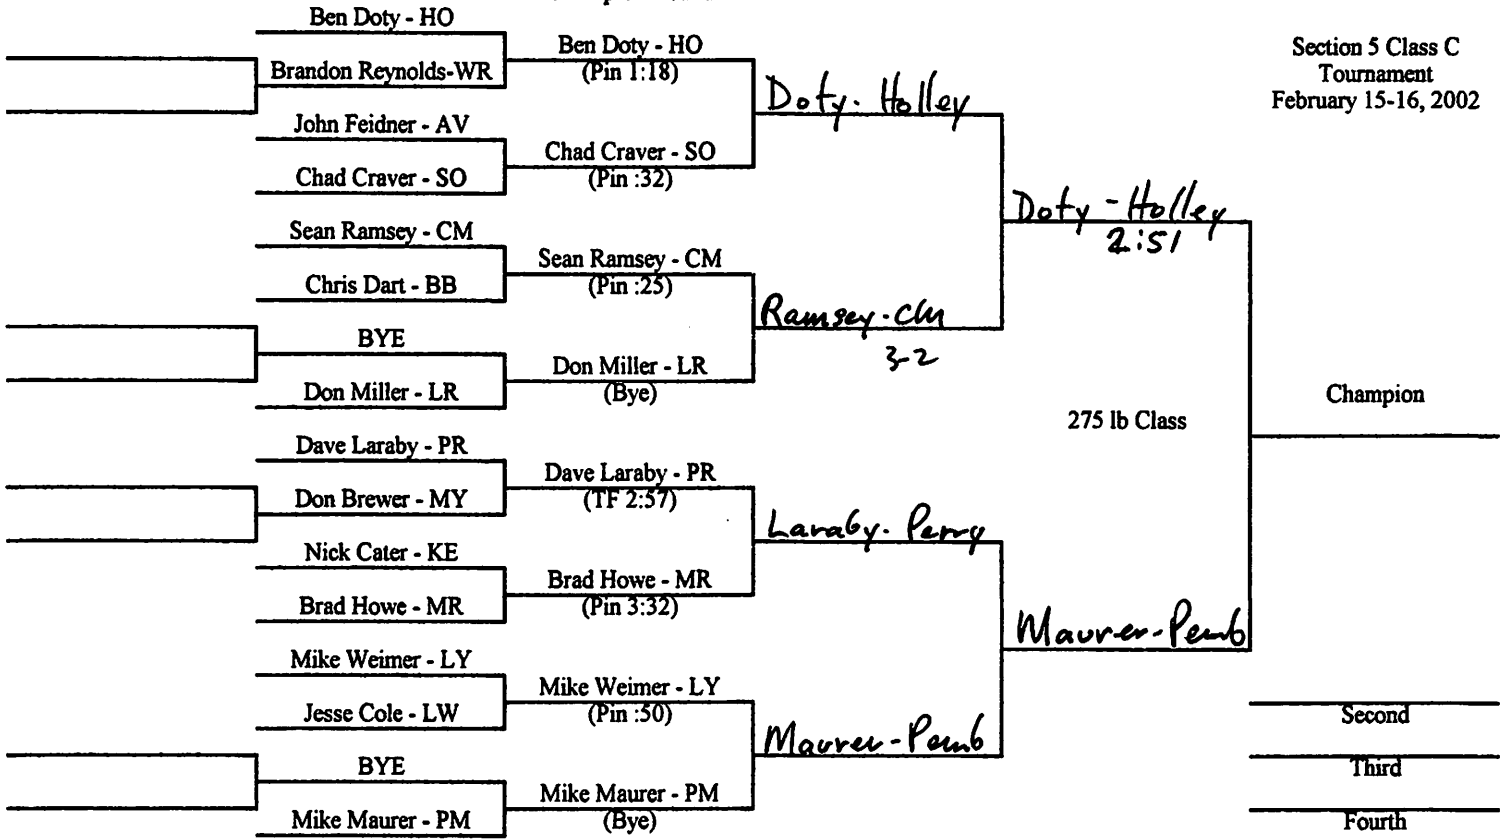 Ben Doty - HO
Brandon Reynolds-WR
John Feidner - AV
Chad Craver - SO
Sean Ramsey - CM
Chris Dart - BB
BYE
Don Miller - LR
Dave Laraby - PR
Don Brewer - MY
Nick Cater - KE
Brad Howe - MR
Mike Weimer - LY
Jesse Cole - LW
BYE
Mike Maurer - PM
Ben Doty - HO
(Pin 1:18)
Chad Craver - SO
(Pin :32)
Sean Ramsey - CM
(Pin :25)
Don Miller - LR
(Bye)
Dave Laraby - PR
(TF 2:57)
Brad Howe - MR
(Pin 3:32)
Mike Weimer - LY
(Pin :50)
Mike Maurer - PM
(Bye)
Doty - Holley
Ramsey - CM
3-2
Laraby - Perry
Maurer - Pemb
Doty - Holley
2:51
Maurer - Pemb
275 lb Class
Section 5 Class C
Tournament
February 15-16, 2002
Champion
Second
Third
Fourth